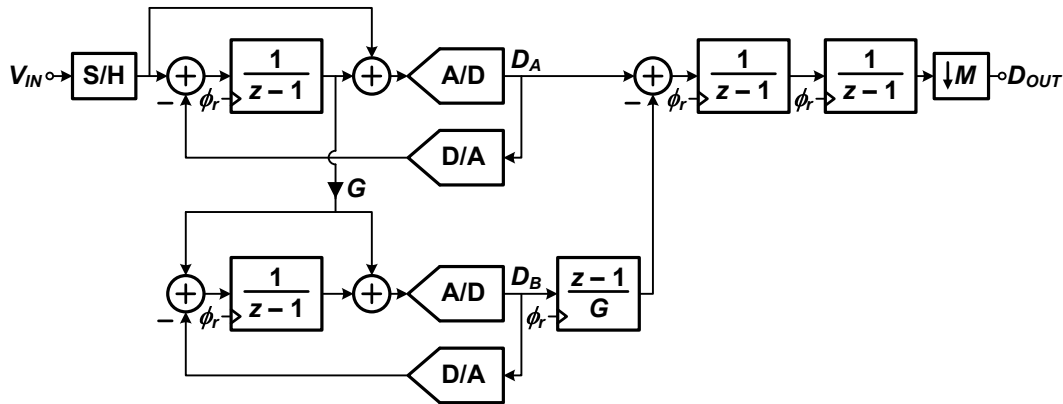 V_IN
S/H
−
ϕ_r
1
z − 1
A/D
D_A
D/A
−
ϕ_r
1
z − 1
ϕ_r
1
z − 1
↓M
D_OUT
G
−
ϕ_r
1
z − 1
A/D
D_B
D/A
ϕ_r
z − 1
G